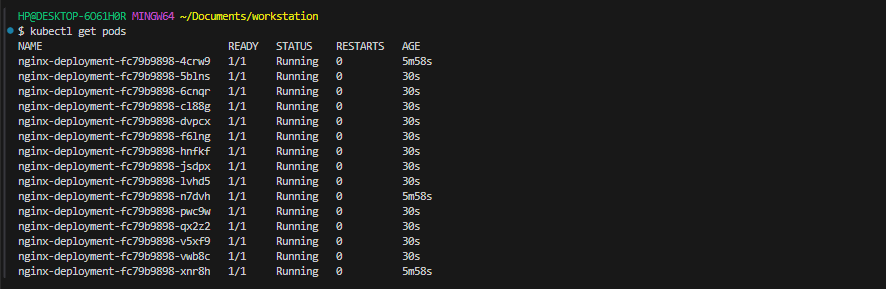 HP@DESKTOP-6O61H0R MINGW64 ~/Documents/workstation
$ kubectl get pods
NAME READY STATUS RESTARTS AGE
nginx-deployment-fc79b9898-4crw9 1/1 Running 0 5m58s
nginx-deployment-fc79b9898-5blns 1/1 Running 0 30s
nginx-deployment-fc79b9898-6cnqr 1/1 Running 0 30s
nginx-deployment-fc79b9898-cl88g 1/1 Running 0 30s
nginx-deployment-fc79b9898-dvpcx 1/1 Running 0 30s
nginx-deployment-fc79b9898-f6lng 1/1 Running 0 30s
nginx-deployment-fc79b9898-hnfkf 1/1 Running 0 30s
nginx-deployment-fc79b9898-jsdpx 1/1 Running 0 30s
nginx-deployment-fc79b9898-lvhd5 1/1 Running 0 30s
nginx-deployment-fc79b9898-n7dvh 1/1 Running 0 5m58s
nginx-deployment-fc79b9898-pwc9w 1/1 Running 0 30s
nginx-deployment-fc79b9898-qx2z2 1/1 Running 0 30s
nginx-deployment-fc79b9898-v5xf9 1/1 Running 0 30s
nginx-deployment-fc79b9898-vwb8c 1/1 Running 0 30s
nginx-deployment-fc79b9898-xnr8h 1/1 Running 0 5m58s